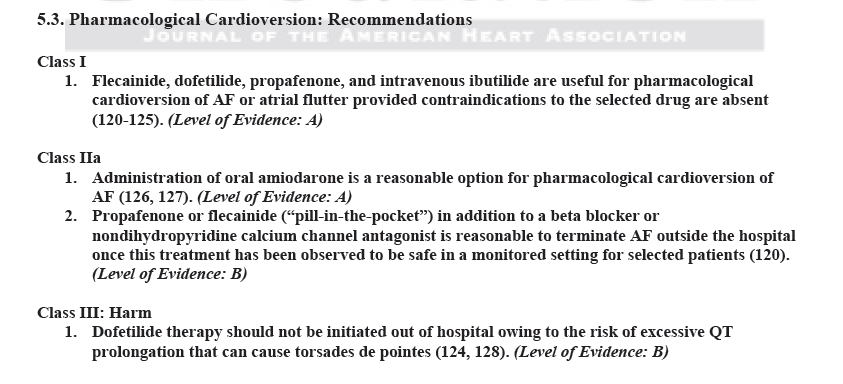 5.3. Pharmacological Cardioversion: Recommendations
JOURNAL OF THE AMERICAN HEART ASSOCIATION
Class I
1. Flecainide, dofetilide, propafenone, and intravenous ibutilide are useful for pharmacological
cardioversion of AF or atrial flutter provided contraindications to the selected drug are absent
(120-125). (Level of Evidence: A)
Class IIa
1. Administration of oral amiodarone is a reasonable option for pharmacological cardioversion of
AF (126, 127). (Level of Evidence: A)
2. Propafenone or flecainide (“pill-in-the-pocket”) in addition to a beta blocker or
nondihydropyridine calcium channel antagonist is reasonable to terminate AF outside the hospital
once this treatment has been observed to be safe in a monitored setting for selected patients (120).
(Level of Evidence: B)
Class III: Harm
1. Dofetilide therapy should not be initiated out of hospital owing to the risk of excessive QT
prolongation that can cause torsades de pointes (124, 128). (Level of Evidence: B)